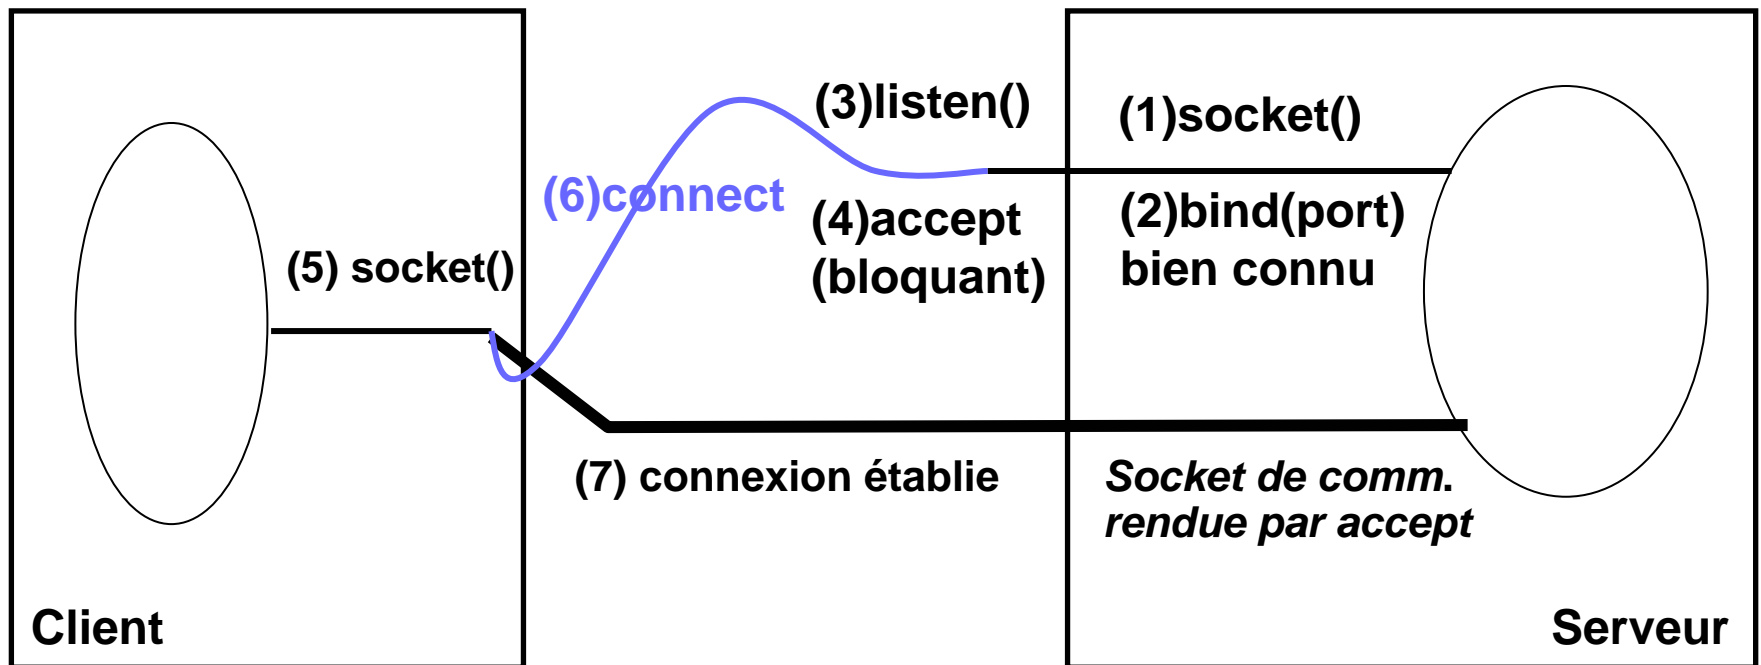 (3)listen()
(1)socket()
(6)connect
(4)accept
(bloquant)
(2)bind(port)
bien connu
(5) socket()
(7) connexion établie
Socket de comm.
rendue par accept
Client
Serveur